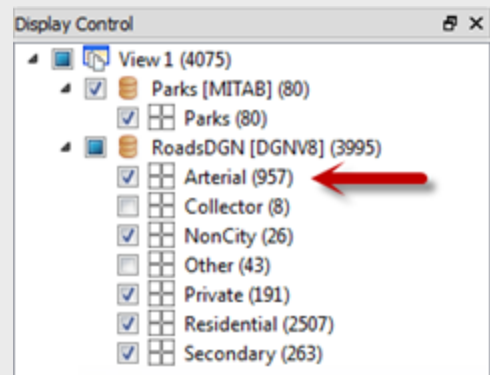 Display Control
View 1 (4075)
Parks [MITAB] (80)
Parks (80)
RoadsDGN [DGNV8] (3995)
Arterial (957)
Collector (8)
NonCity (26)
Other (43)
Private (191)
Residential (2507)
Secondary (263)